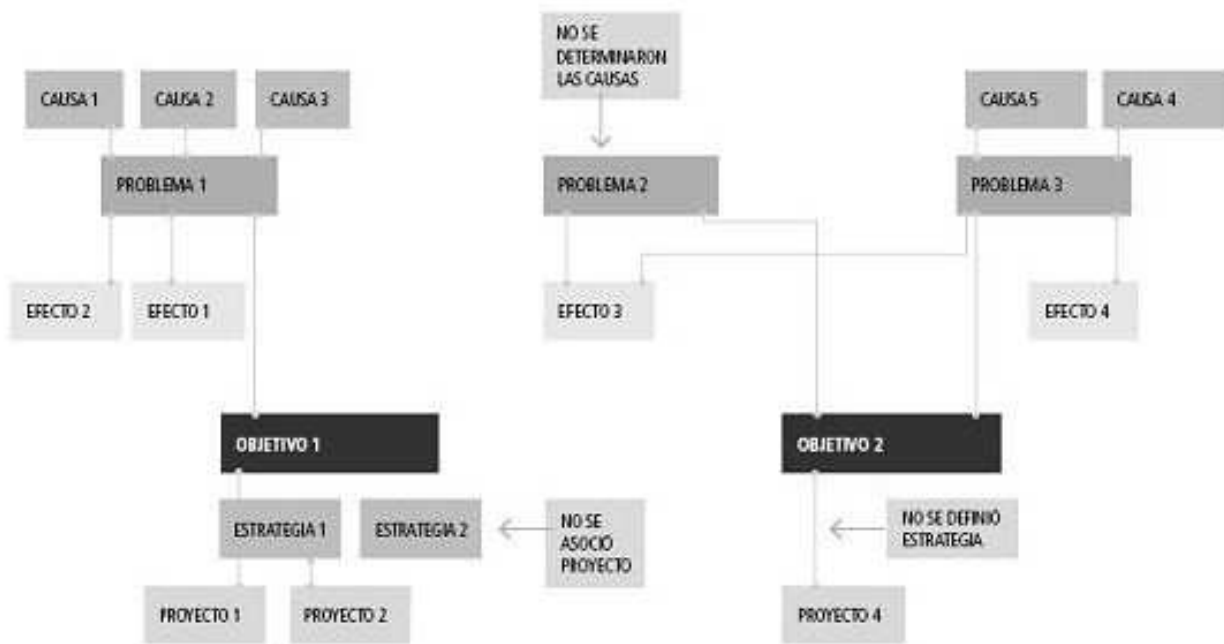 NO SE
DETERMINARON
LAS CAUSAS
CAUSA 1
CAUSA 2
CAUSA 3
CAUSA 5
CAUSA 4
PROBLEMA 1
PROBLEMA 2
PROBLEMA 3
EFECTO 2
EFECTO 1
EFECTO 3
EFECTO 4
OBJETIVO 1
OBJETIVO 2
ESTRATEGIA 1
ESTRATEGIA 2
NO SE
ASOCIÓ
PROYECTO
NO SE DEFINIÓ
ESTRATEGIA
PROYECTO 1
PROYECTO 2
PROYECTO 4